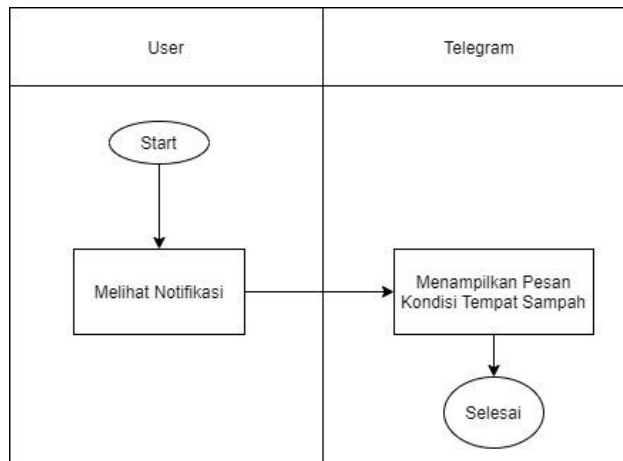 User
Telegram
Start
Melihat Notifikasi
Menampilkan Pesan
Kondisi Tempat Sampah
Selesai